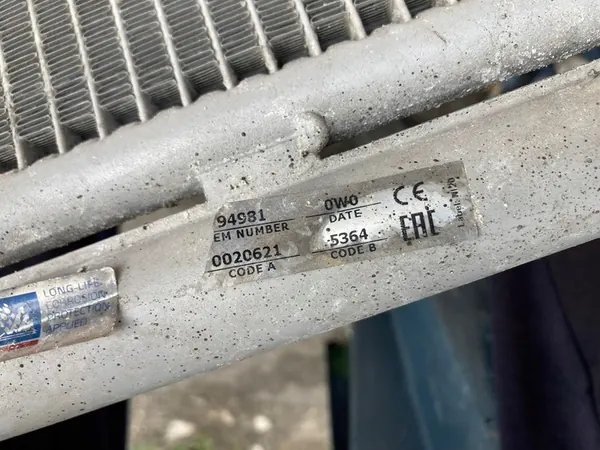 94981
EM NUMBER
0W0
DATE
0020621
CODE A
5364
CODE B
CE
EAC
LONG-LIFE
CORROSION
PROTECTION
APPLIED